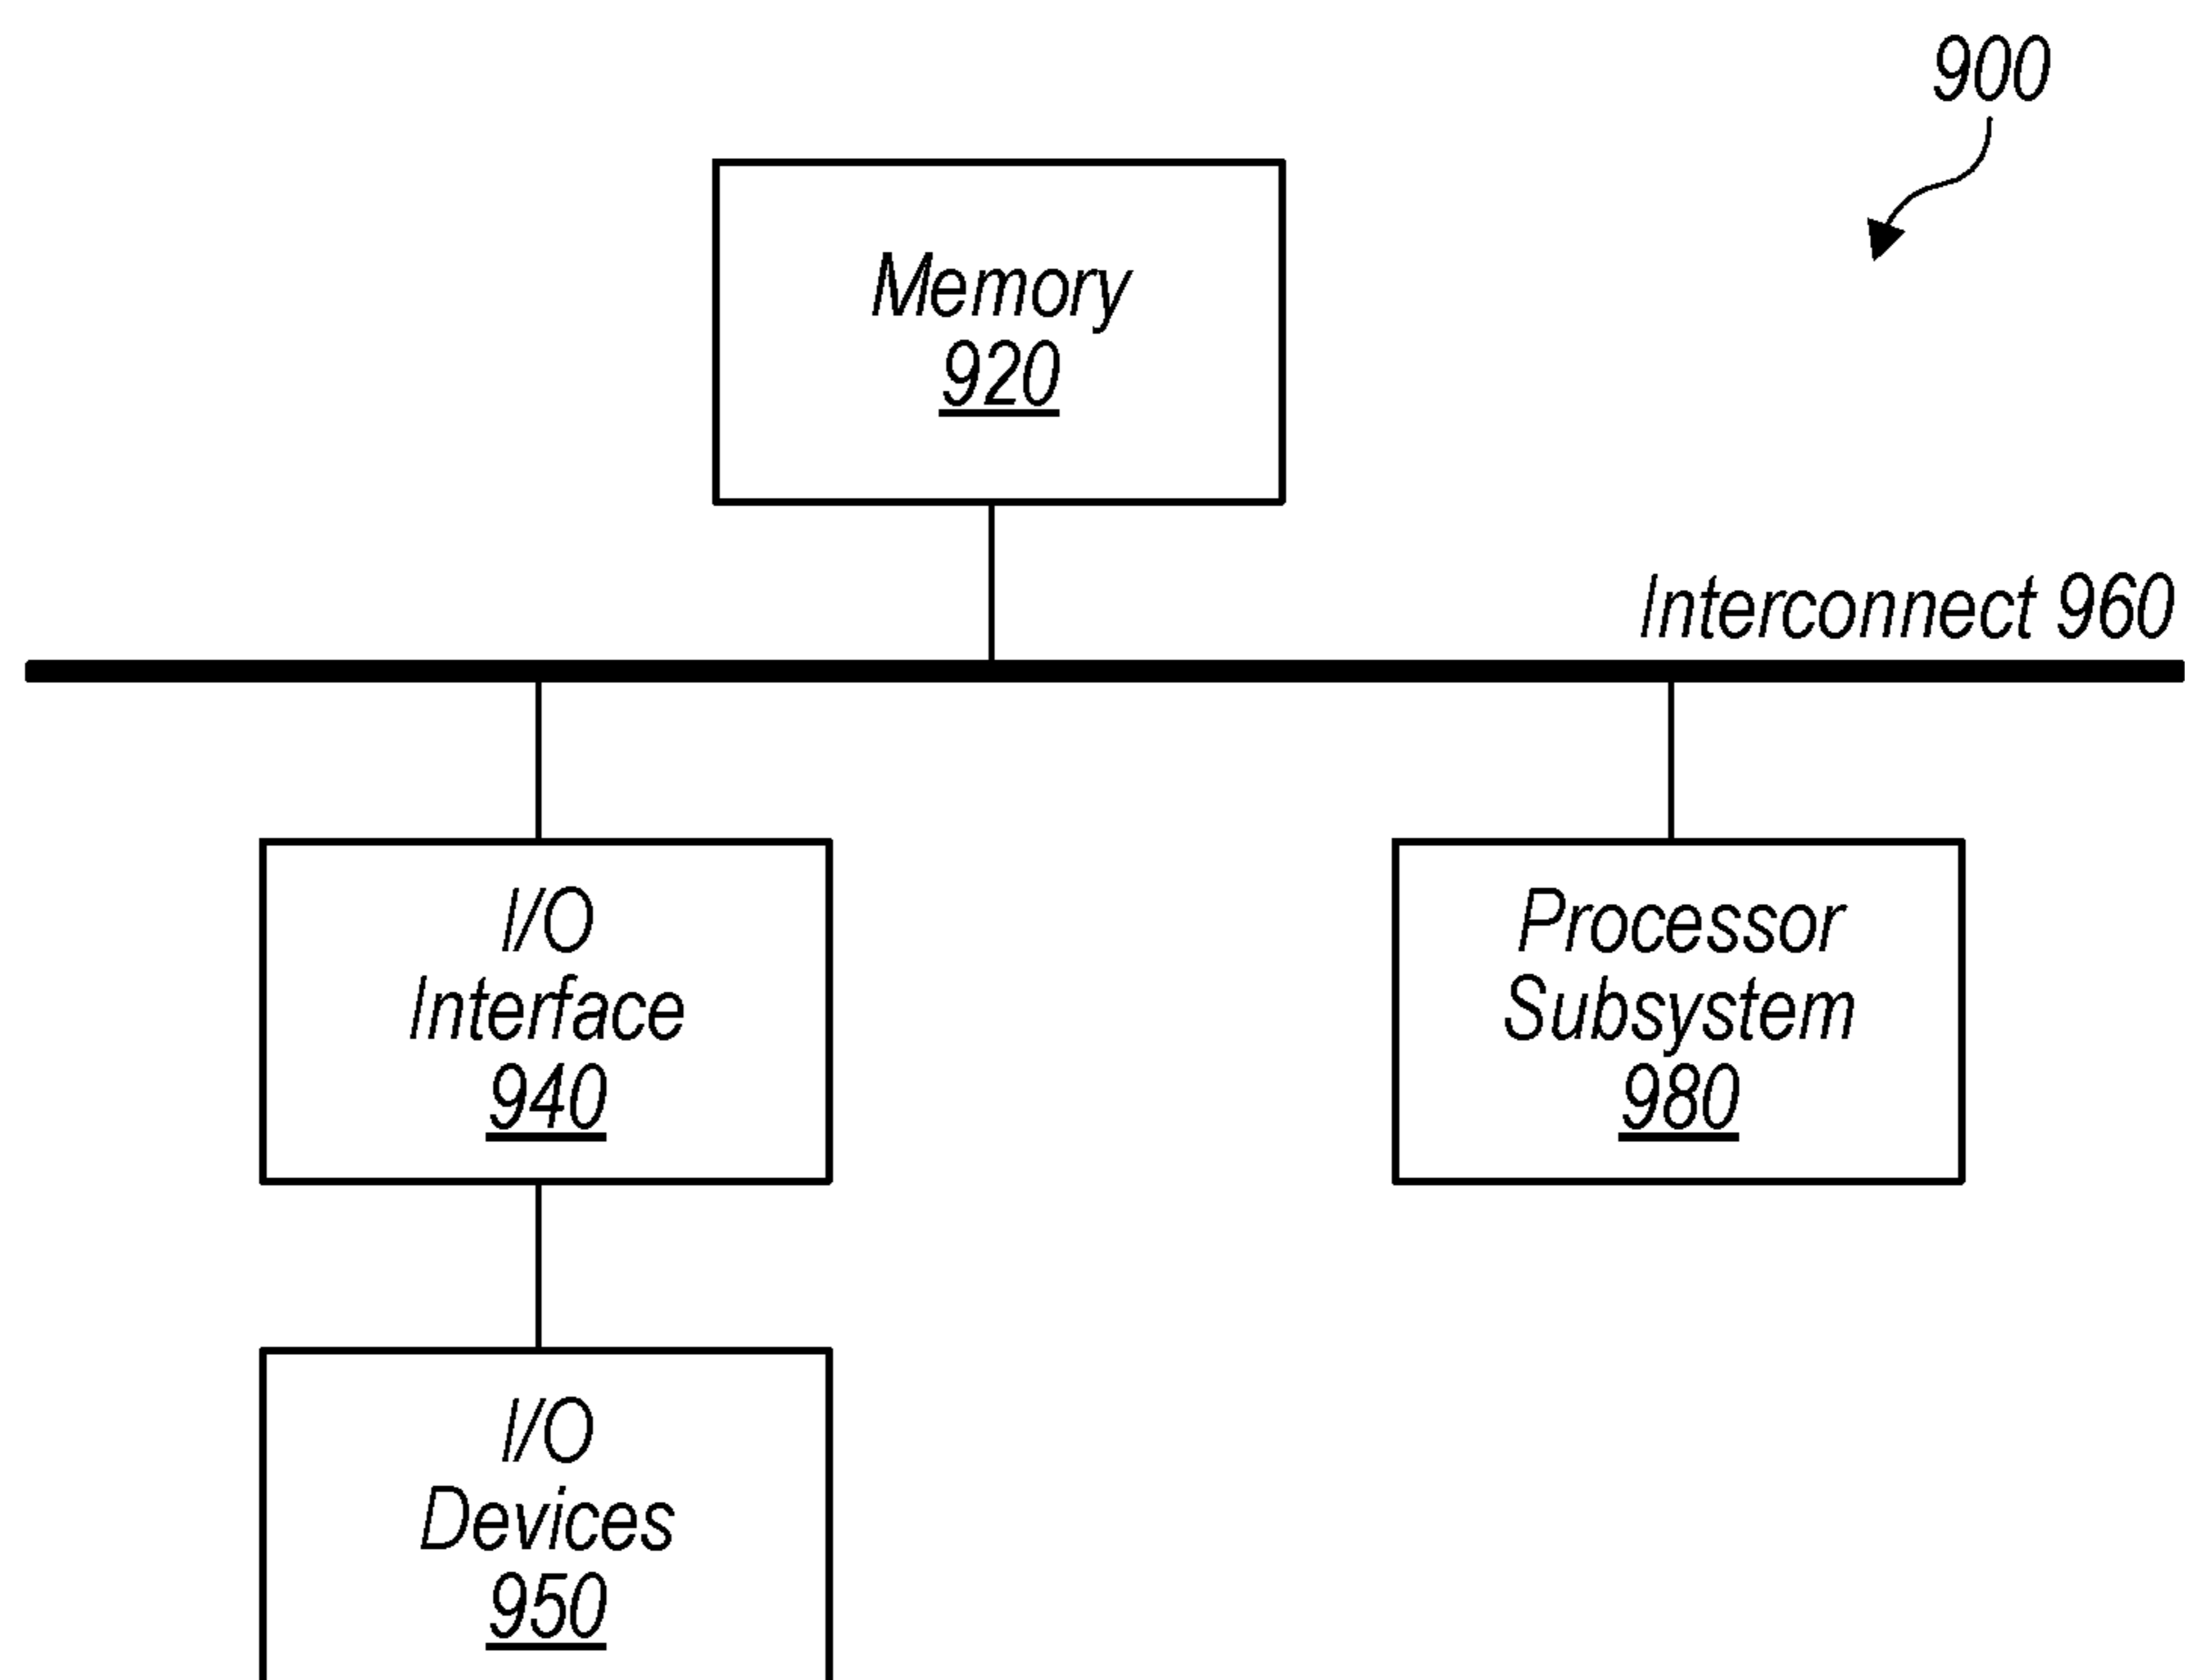 900
Memory
920
Interconnect 960
I/O
Interface
940
Processor
Subsystem
980
I/O
Devices
950